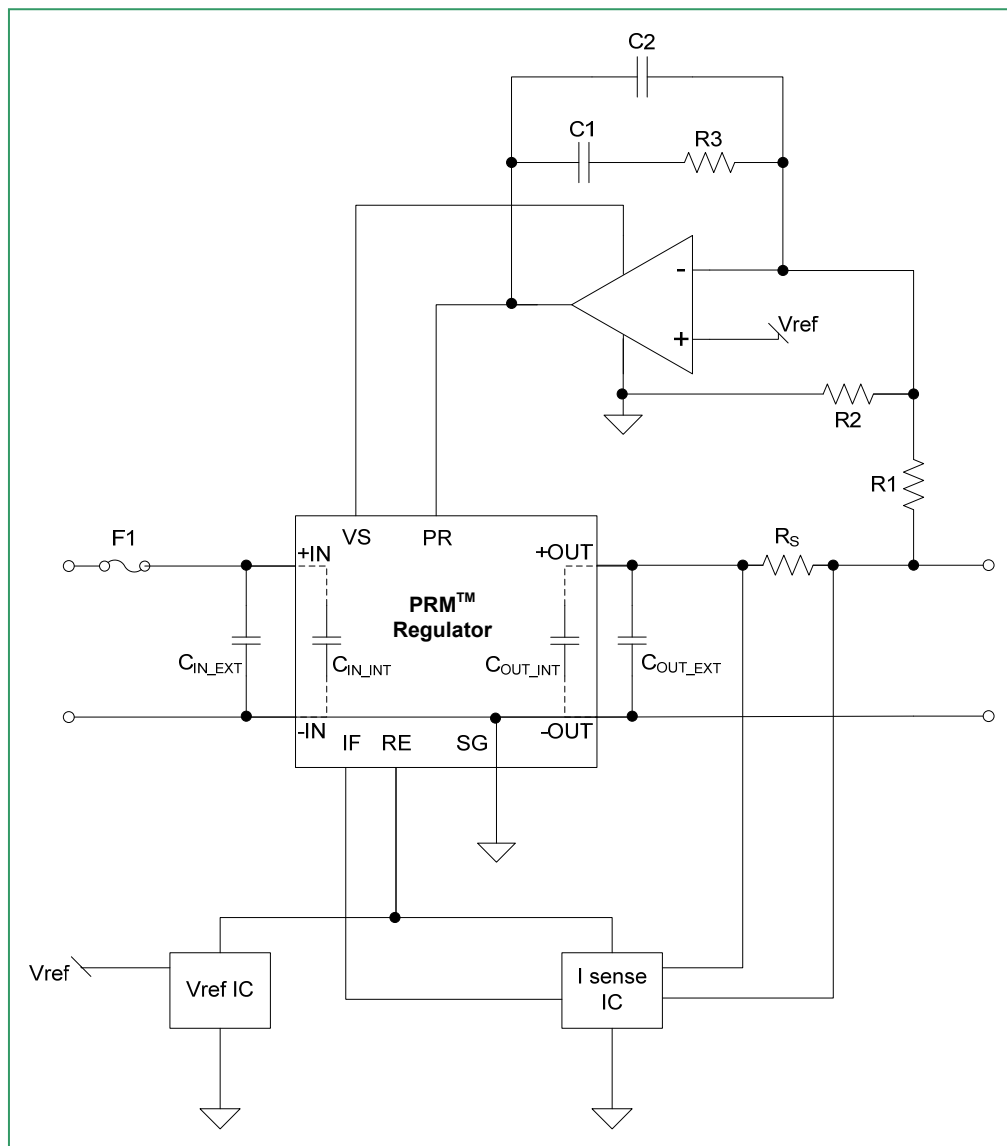 C2
C1
R3
-
+
Vref
R2
R1
F1
VS
PR
+IN
+OUT
RS
PRM™
Regulator
CIN_EXT
CIN_INT
COUT_INT
COUT_EXT
-IN
-OUT
IF
RE
SG
Vref
Vref IC
I sense
IC